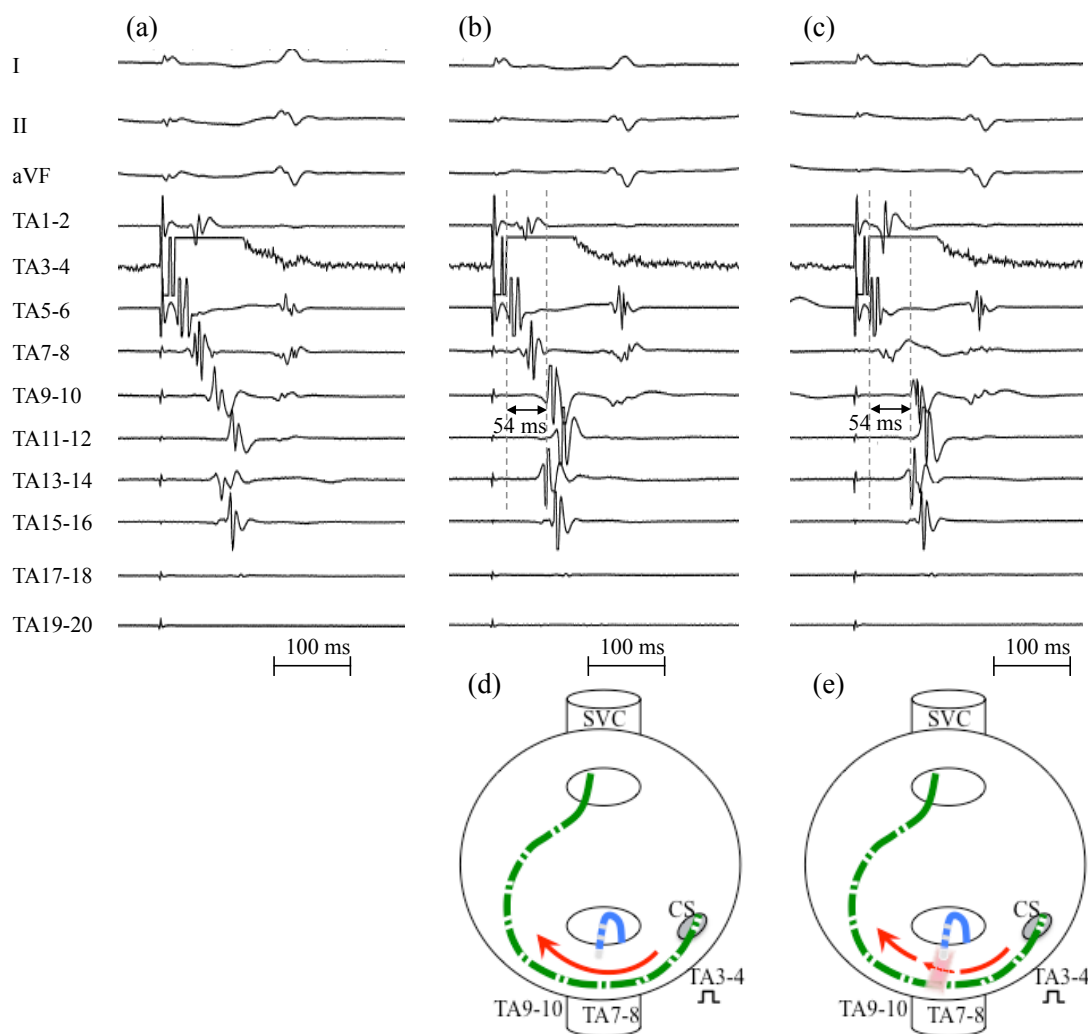 (a) (b) (c)
I
II
aVF
TA1-2
TA3-4
TA5-6
TA7-8
TA9-10
54 ms 54 ms
TA11-12
TA13-14
TA15-16
TA17-18
TA19-20
100 ms 100 ms 100 ms
(d) (e)
SVC SVC
CS CS
TA3-4 TA3-4
TA9-10 TA7-8 TA9-10 TA7-8